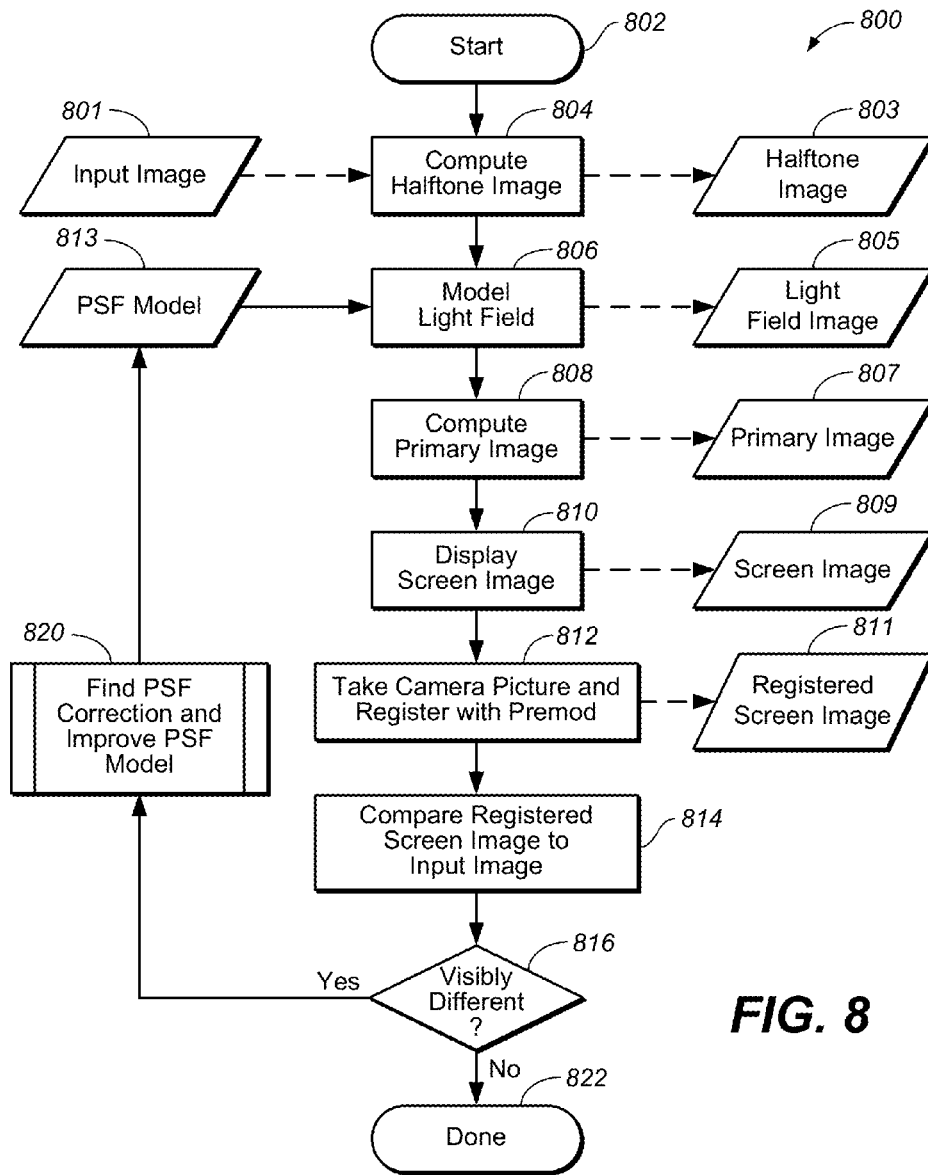 802
Start
800
801
Input Image
804
Compute
Halftone Image
803
Halftone
Image
813
PSF Model
806
Model
Light Field
805
Light
Field Image
808
Compute
Primary Image
807
Primary Image
810
Display
Screen Image
809
Screen Image
820
Find PSF
Correction and
Improve PSF
Model
812
Take Camera Picture and
Register with Premod
811
Registered
Screen Image
Compare Registered
Screen Image to
Input Image
814
816
Visibly
Different
?
Yes
No
FIG. 8
822
Done